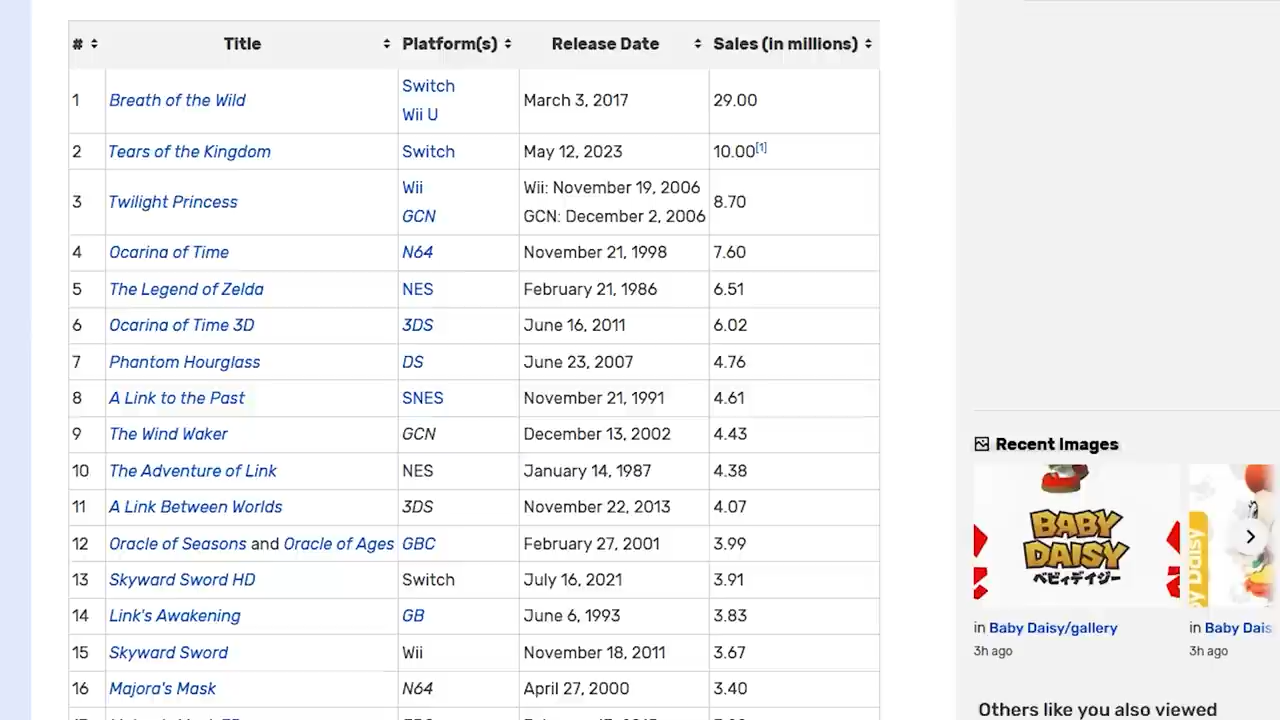 # Title Platform(s) Release Date Sales (in millions)
1 Breath of the Wild Switch Wii U March 3, 2017 29.00
2 Tears of the Kingdom Switch May 12, 2023 10.00[1]
3 Twilight Princess Wii GCN Wii: November 19, 2006 GCN: December 2, 2006 8.70
4 Ocarina of Time N64 November 21, 1998 7.60
5 The Legend of Zelda NES February 21, 1986 6.51
6 Ocarina of Time 3D 3DS June 16, 2011 6.02
7 Phantom Hourglass DS June 23, 2007 4.76
8 A Link to the Past SNES November 21, 1991 4.61
9 The Wind Waker GCN December 13, 2002 4.43
10 The Adventure of Link NES January 14, 1987 4.38
11 A Link Between Worlds 3DS November 22, 2013 4.07
12 Oracle of Seasons and Oracle of Ages GBC February 27, 2001 3.99
13 Skyward Sword HD Switch July 16, 2021 3.91
14 Link's Awakening GB June 6, 1993 3.83
15 Skyward Sword Wii November 18, 2011 3.67
16 Majora's Mask N64 April 27, 2000 3.40
Recent Images
BABY
DAISY
ベビィデイジー
y Daisy
in Baby Daisy/gallery
3h ago
in Baby Dais
3h ago
Others like you also viewed